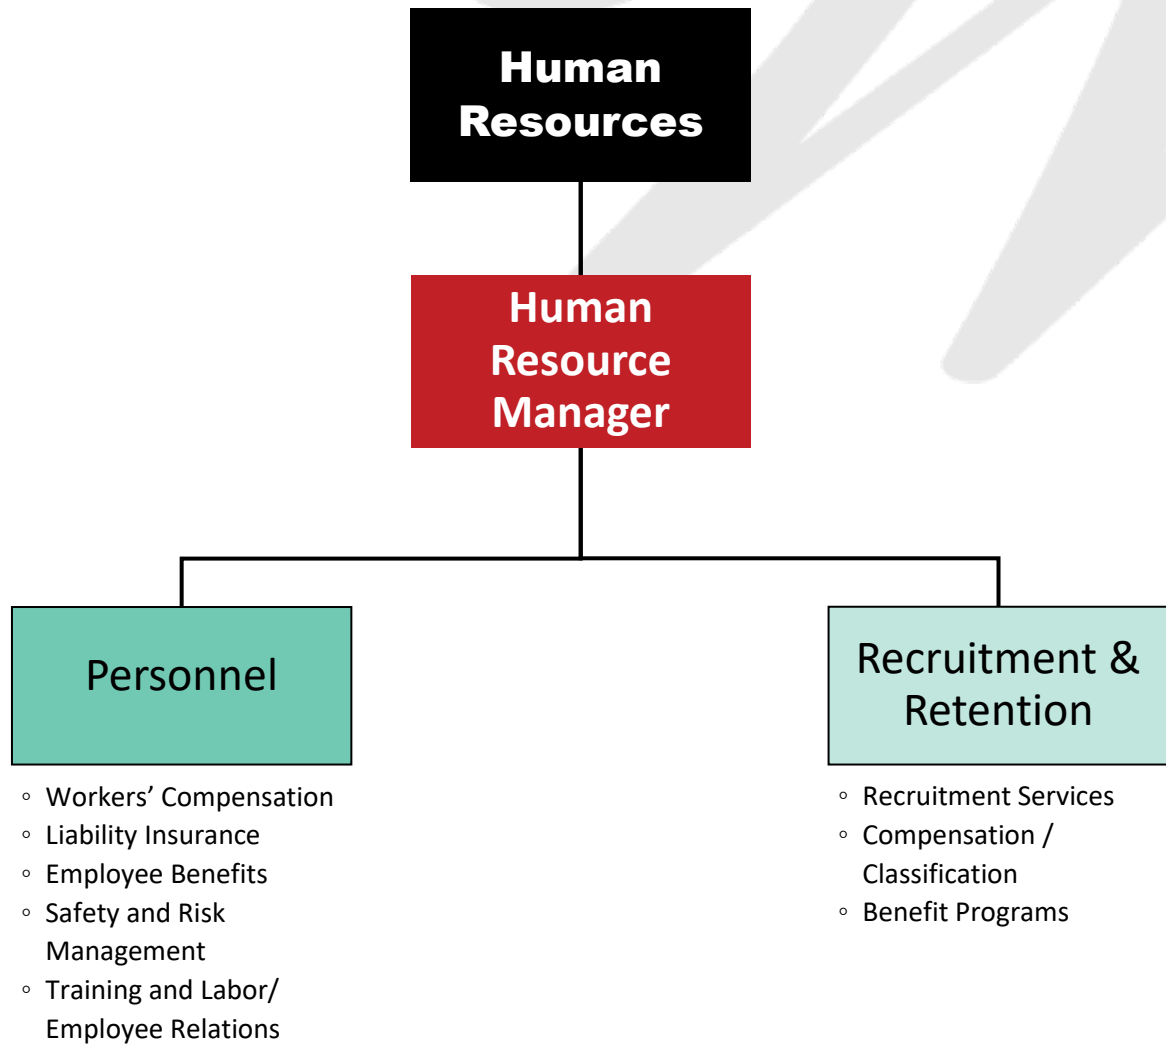 Human
Resources
Human
Resource
Manager
Personnel
Recruitment &
Retention
◦ Workers’ Compensation
◦ Liability Insurance
◦ Employee Benefits
◦ Safety and Risk
Management
◦ Training and Labor/
Employee Relations
◦ Recruitment Services
◦ Compensation /
Classification
◦ Benefit Programs